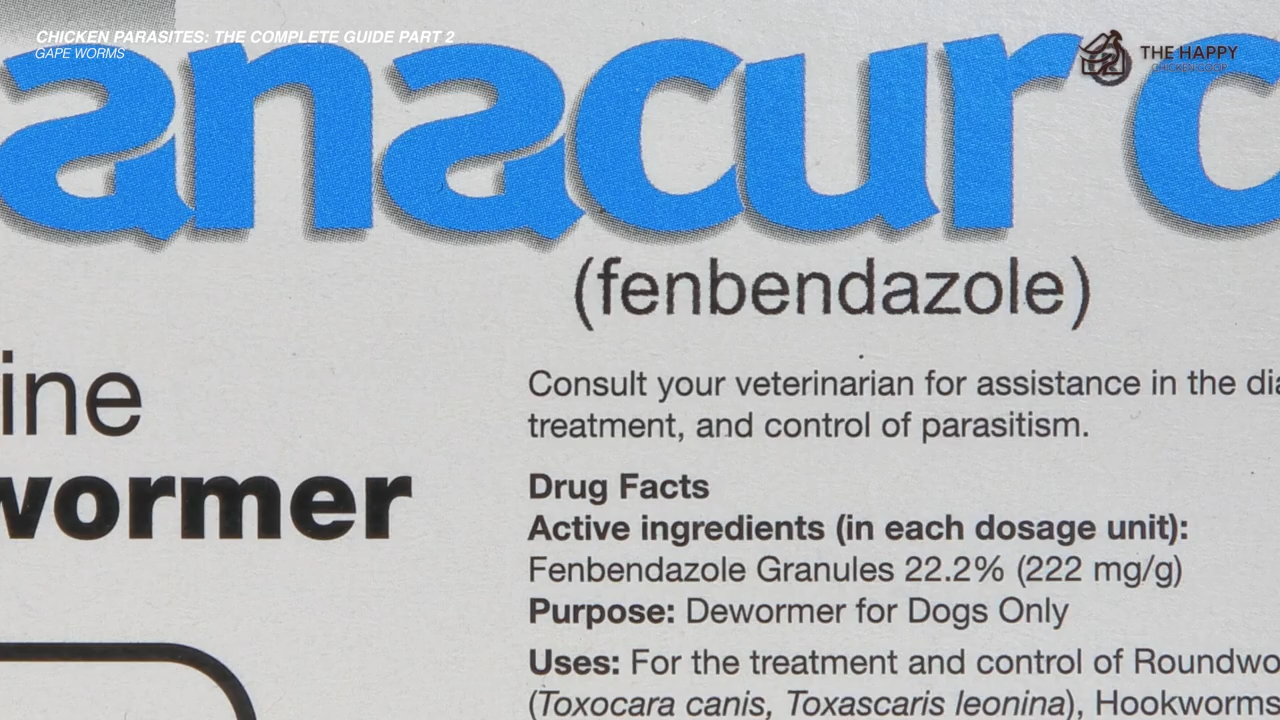 CHICKEN PARASITES: THE COMPLETE GUIDE PART 2
GAPE WORMS
THE HAPPY
CHICKEN COOP
anacur c
(fenbendazole)
ine
wormer
Consult your veterinarian for assistance in the dia
treatment, and control of parasitism.
Drug Facts
Active ingredients (in each dosage unit):
Fenbendazole Granules 22.2% (222 mg/g)
Purpose: Dewormer for Dogs Only
Uses: For the treatment and control of Roundwo
(Toxocara canis, Toxascaris leonina), Hookworms